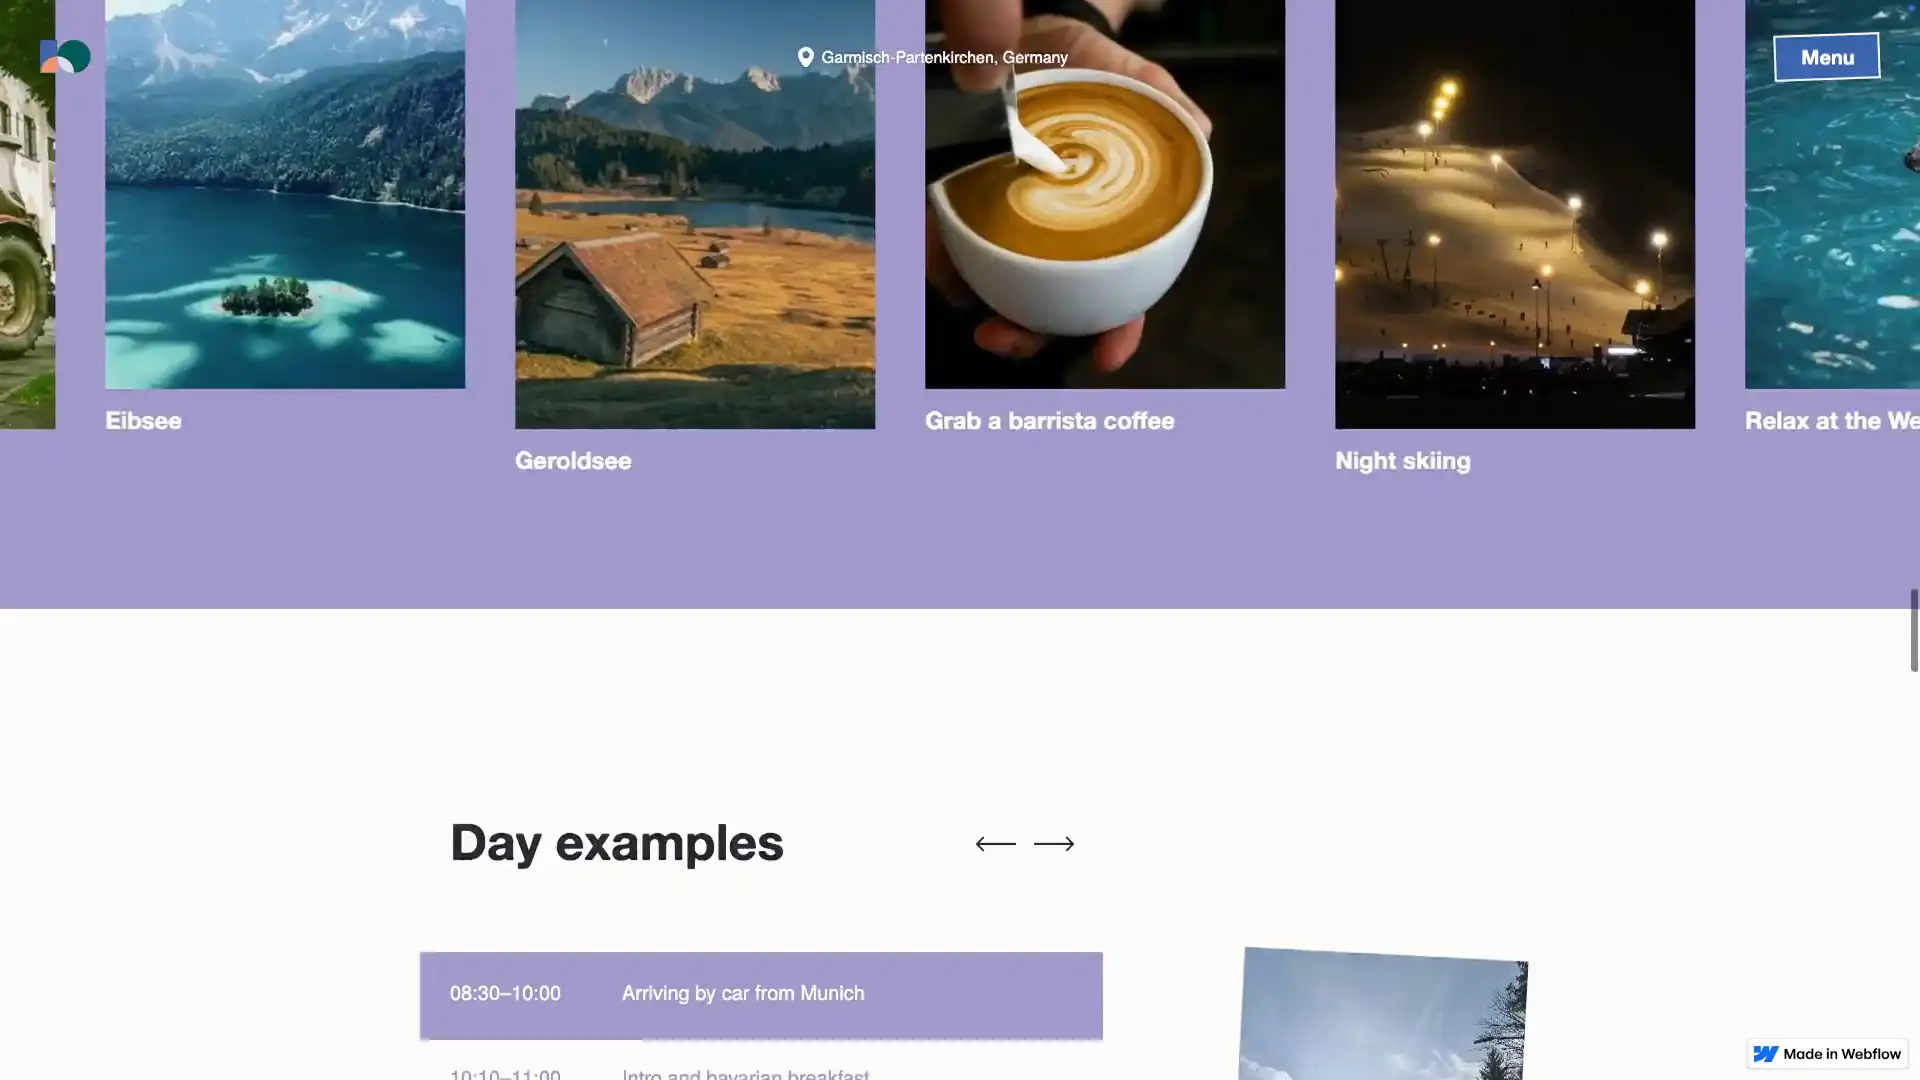 Garmisch-Partenkirchen, Germany
Menu
Eibsee
Geroldsee
Grab a barrista coffee
Night skiing
Relax at the
Day examples
08:30–10:00 Arriving by car from Munich
10:10–11:00 Intro and bavarian breakfast
Made in Webflow